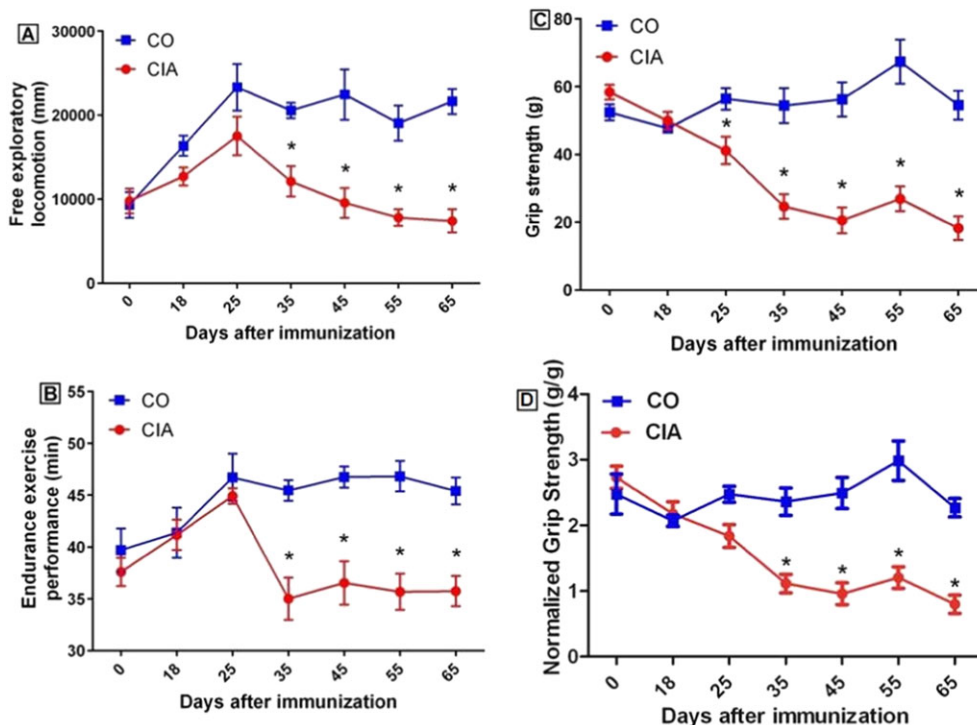 A
CO
CIA
Free exploratory
locomotion (mm)
30000
20000
10000
0
*
*
*
*
0
18
25
35
45
55
65
Days after immunization
B
CO
CIA
Endurance exercise
performance (min)
55
50
45
40
35
30
*
*
*
*
0
18
25
35
45
55
65
Days after immunization
C
CO
CIA
Grip strength (g)
80
60
40
20
0
*
*
*
*
*
0
18
25
35
45
55
65
Days after immunization
D
CO
CIA
Normalized Grip Strength (g/g)
4
3
2
1
0
*
*
*
*
0
18
25
35
45
55
65
Days after immunization